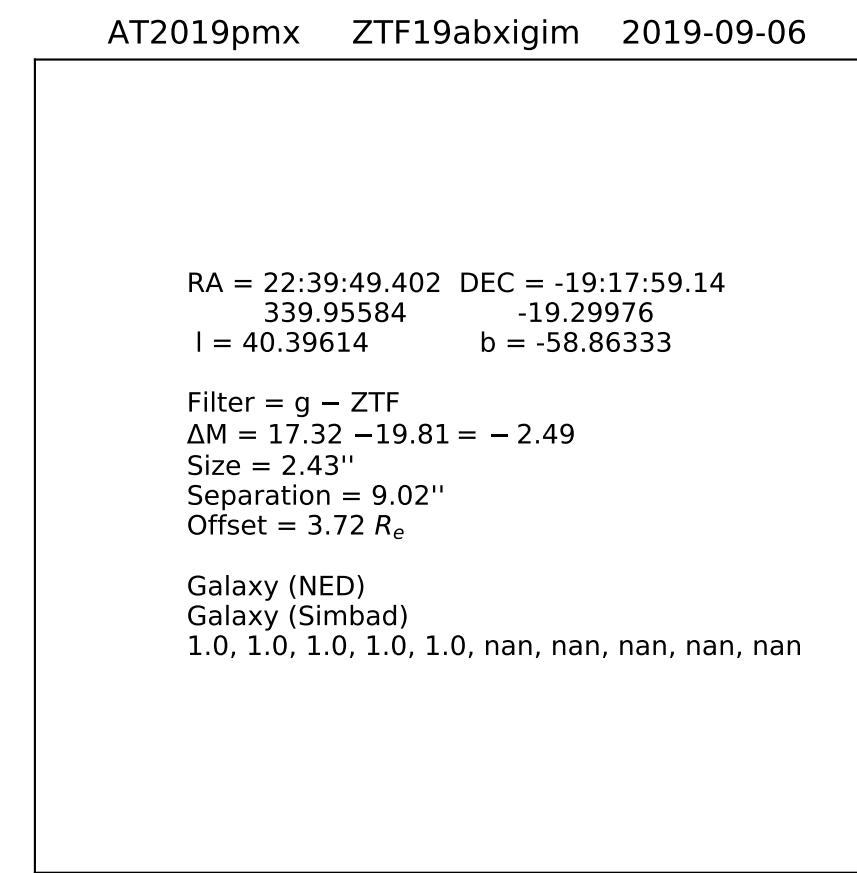 AT2019pmx ZTF19abxigim 2019-09-06
RA = 22:39:49.402 DEC = -19:17:59.14
339.95584 -19.29976
l = 40.39614 b = -58.86333
Filter = g − ZTF
ΔM = 17.32 −19.81 = − 2.49
Size = 2.43''
Separation = 9.02''
Offset = 3.72 Re
Galaxy (NED)
Galaxy (Simbad)
1.0, 1.0, 1.0, 1.0, 1.0, nan, nan, nan, nan, nan